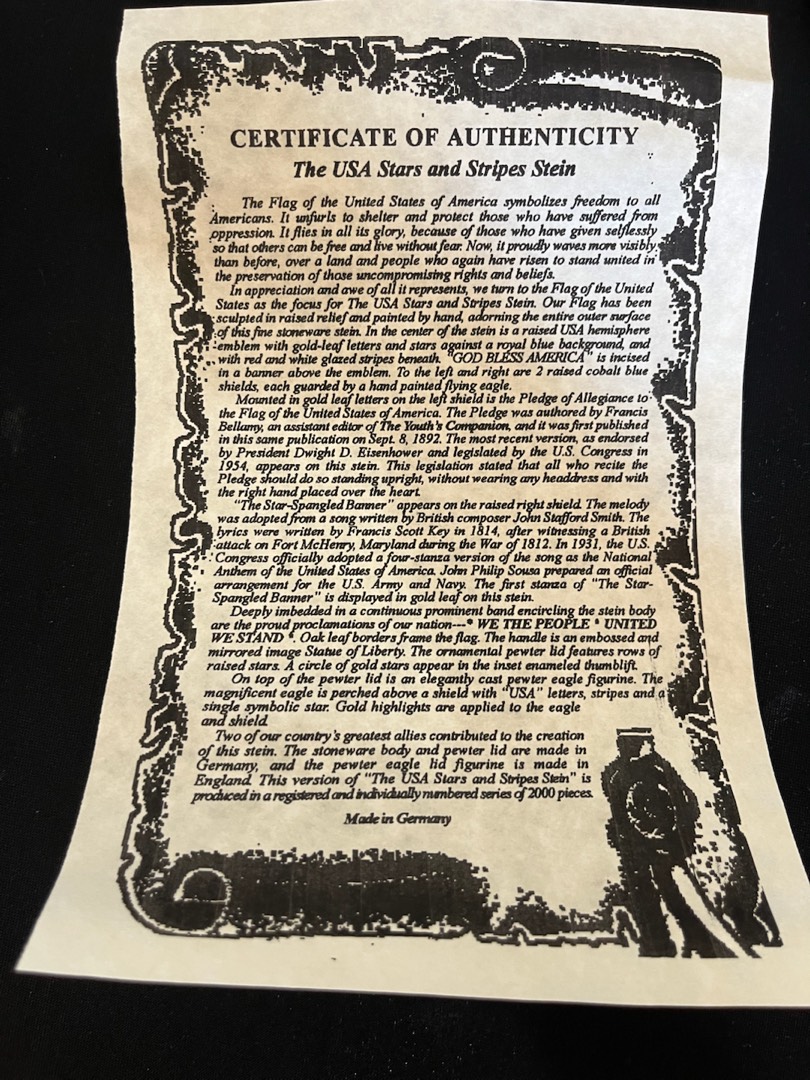 CERTIFICATE OF AUTHENTICITY
The USA Stars and Stripes Stein
The Flag of the United States of America symbolizes freedom to all
Americans. It unfurls to shelter and protect those who have suffered from
oppression. It flies in all its glory, because of those who have given selflessly
so that others can be free and live without fear. Now, it proudly waves more visibly,
than before, over a land and people who again have risen to stand united in
the preservation of those uncompromising rights and beliefs.
In appreciation and awe of all it represents, we turn to the Flag of the United
States as the focus for The USA Stars and Stripes Stein. Our Flag has been
sculpted in raised relief and painted by hand, adorning the entire outer surface
of this fine stoneware stein. In the center of the stein is a raised USA hemisphere
emblem with gold-leaf letters and stars against a royal blue background, and
with red and white glazed stripes beneath. "GOD BLESS AMERICA" is incised
in a banner above the emblem. To the left and right are 2 raised cobalt blue
shields, each guarded by a hand painted flying eagle.
Mounted in gold leaf letters on the left shield is the Pledge of Allegiance to
the Flag of the United States of America. The Pledge was authored by Francis
Bellamy, an assistant editor of The Youth's Companion, and it was first published
in this same publication on Sept. 8, 1892. The most recent version, as endorsed
by President Dwight D. Eisenhower and legislated by the U.S. Congress in
1954, appears on this stein. This legislation stated that all who recite the
Pledge should do so standing upright, without wearing any headdress and with
the right hand placed over the heart.
"The Star-Spangled Banner" appears on the raised right shield. The melody
was adopted from a song written by British composer John Stafford Smith. The
lyrics were written by Francis Scott Key in 1814, after witnessing a British
attack on Fort McHenry, Maryland during the War of 1812. In 1931, the U.S.
Congress officially adopted a four-stanza version of the song as the National
Anthem of the United States of America. John Philip Sousa prepared an official
arrangement for the U.S. Army and Navy. The first stanza of "The Star-
Spangled Banner" is displayed in gold leaf on this stein.
Deeply imbedded in a continuous prominent band encircling the stein body
are the proud proclamations of our nation---* WE THE PEOPLE * UNITED
WE STAND *. Oak leaf borders frame the flag. The handle is an embossed and
mirrored image Statue of Liberty. The ornamental pewter lid features rows of
raised stars. A circle of gold stars appear in the inset enameled thumblift.
On top of the pewter lid is an elegantly cast pewter eagle figurine. The
magnificent eagle is perched above a shield with "USA" letters, stripes and a
single symbolic star. Gold highlights are applied to the eagle
and shield.
Two of our country's greatest allies contributed to the creation
of this stein. The stoneware body and pewter lid are made in
Germany, and the pewter eagle lid figurine is made in
England. This version of "The USA Stars and Stripes Stein" is
produced in a registered and individually numbered series of 2000 pieces.
Made in Germany